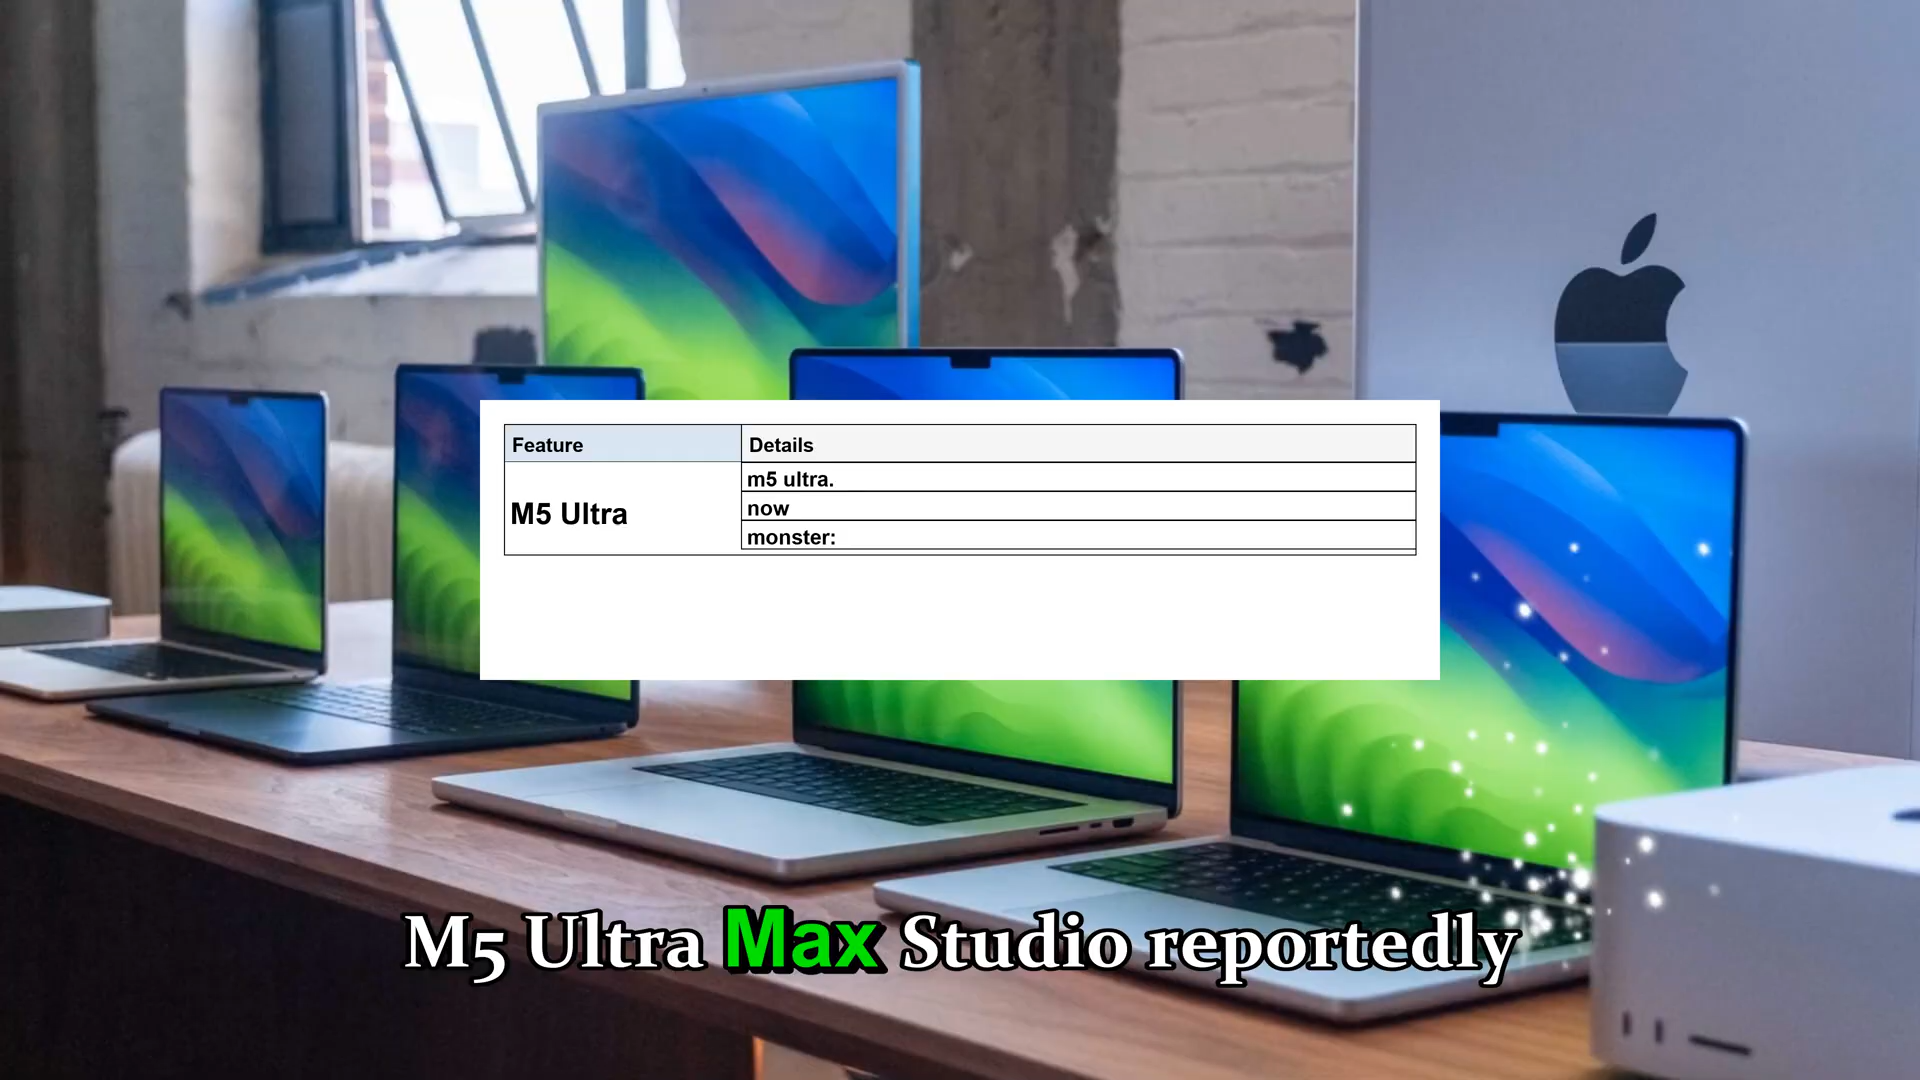 Feature Details
M5 Ultra
m5 ultra.
now
monster:
M5 Ultra Max Studio reportedly